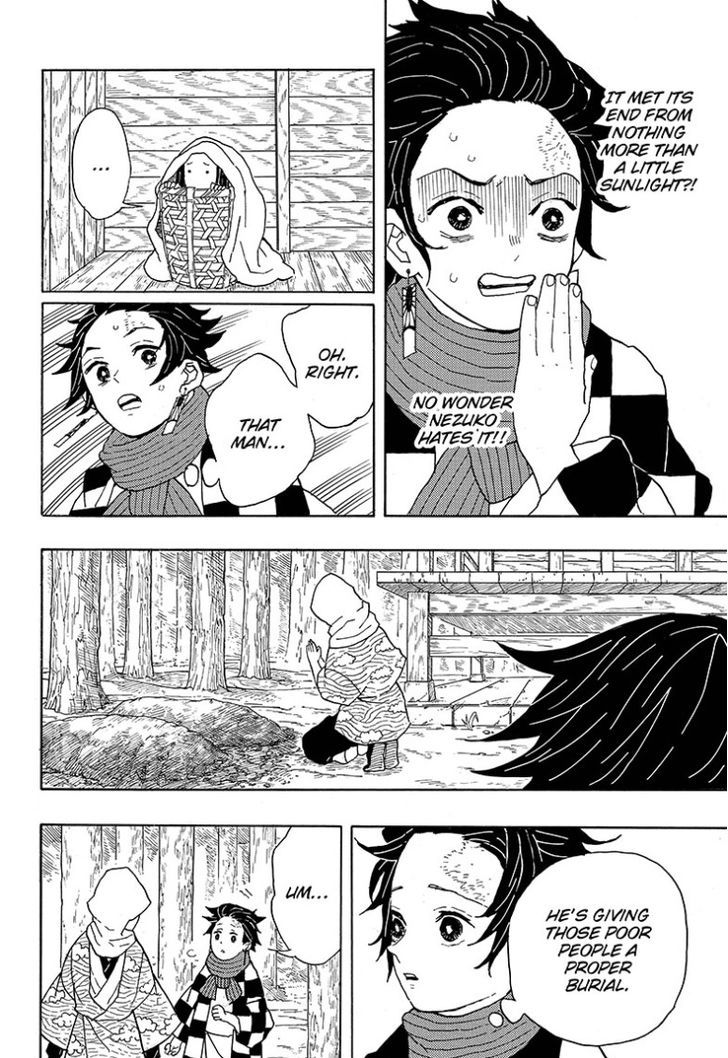 IT MET ITS
END FROM
NOTHING
MORE THAN
A LITTLE
SUNLIGHT?!
NO WONDER
NEZUKO
HATES IT!!
...
OH.
RIGHT.
THAT
MAN...
HE'S GIVING
THOSE POOR
PEOPLE A
PROPER
BURIAL.
UM...